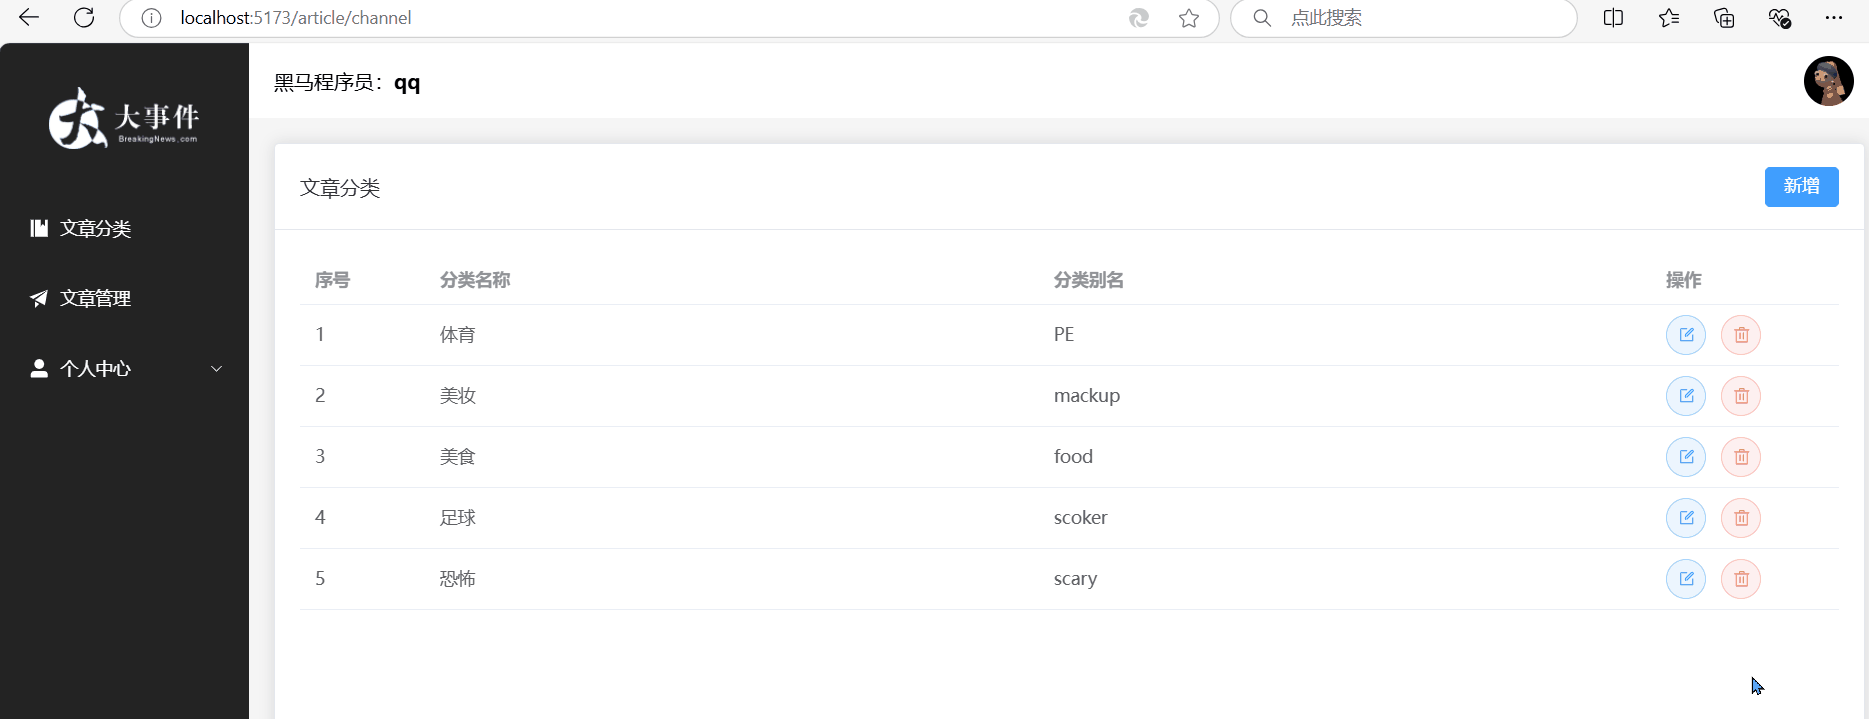 localhost:5173/article/channel
点此搜索
大事件
BreakingNews.com
黑马程序员：qq
文章分类
文章管理
个人中心
文章分类
新增
序号 分类名称 分类别名 操作
1 体育 PE
2 美妆 mackup
3 美食 food
4 足球 scoker
5 恐怖 scary